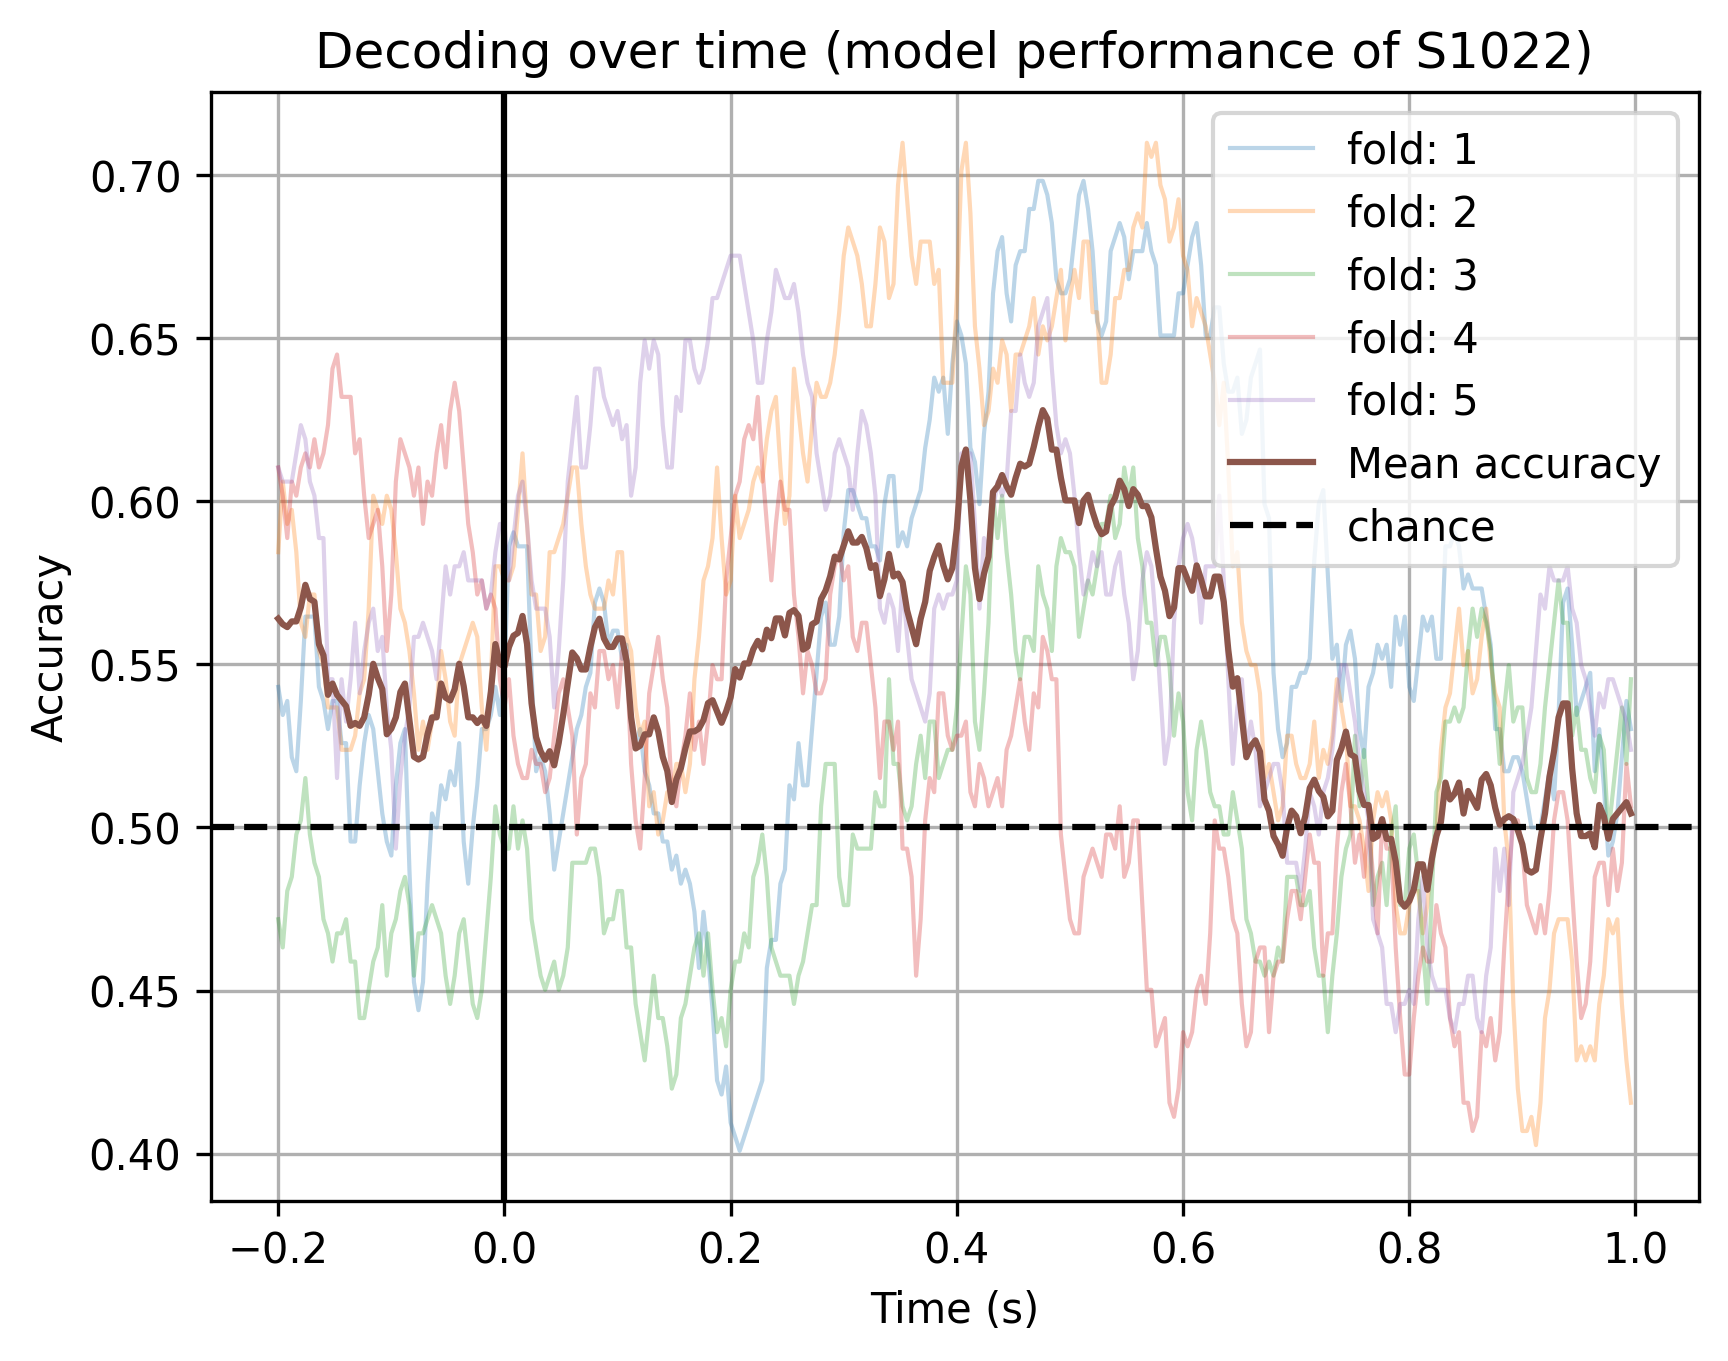 Decoding over time (model performance of S1022)
Accuracy
0.70
0.65
0.60
0.55
0.50
0.45
0.40
fold: 1
fold: 2
fold: 3
fold: 4
fold: 5
Mean accuracy
chance
−0.2
0.0
0.2
0.4
0.6
0.8
1.0
Time (s)